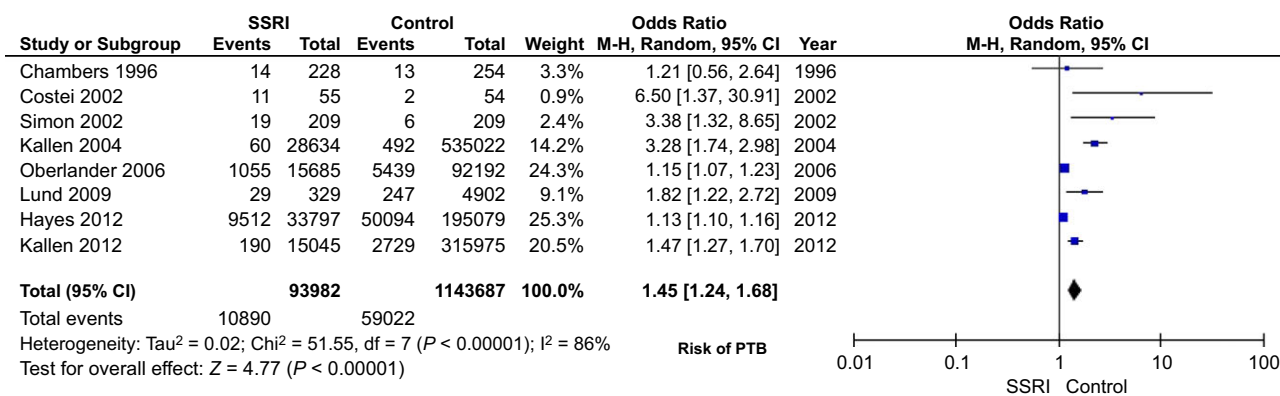 SSRI Control Odds Ratio Odds Ratio
Study or Subgroup Events Total Events Total Weight M-H, Random, 95% CI Year M-H, Random, 95% CI
Chambers 1996 14 228 13 254 3.3% 1.21 [0.56, 2.64] 1996
Costei 2002 11 55 2 54 0.9% 6.50 [1.37, 30.91] 2002
Simon 2002 19 209 6 209 2.4% 3.38 [1.32, 8.65] 2002
Kallen 2004 60 28634 492 535022 14.2% 3.28 [1.74, 2.98] 2004
Oberlander 2006 1055 15685 5439 92192 24.3% 1.15 [1.07, 1.23] 2006
Lund 2009 29 329 247 4902 9.1% 1.82 [1.22, 2.72] 2009
Hayes 2012 9512 33797 50094 195079 25.3% 1.13 [1.10, 1.16] 2012
Kallen 2012 190 15045 2729 315975 20.5% 1.47 [1.27, 1.70] 2012
Total (95% CI) 93982 1143687 100.0% 1.45 [1.24, 1.68]
Total events 10890 59022
Heterogeneity: Tau² = 0.02; Chi² = 51.55, df = 7 (P < 0.00001); I² = 86%
Test for overall effect: Z = 4.77 (P < 0.00001)
Risk of PTB
0.01 0.1 1 10 100
SSRI Control